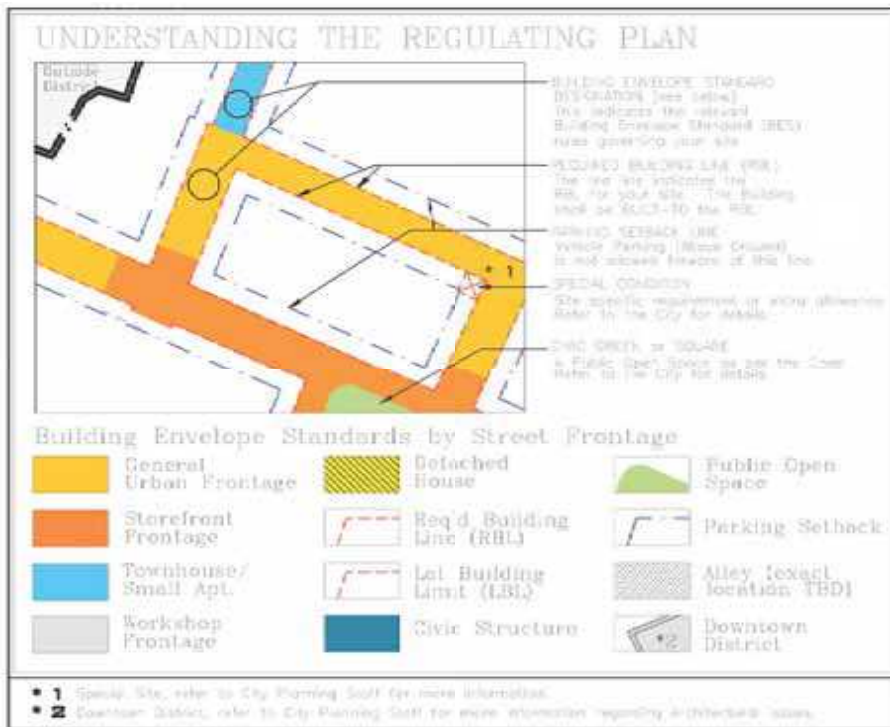 UNDERSTANDING THE REGULATING PLAN
Outside
District
BUILDING ENVELOPE STANDARD
DESIGNATION (see below)
This indicates the relevant
Building Envelope Standard (BES)
rules governing your site
REQUIRED BUILDING LINE (RBL)
The red line indicates the
RBL for your site. The Building
shall be BUILT-TO the RBL
PARKING SETBACK LINE
Vehicle Parking (Above Ground)
is not allowed forward of this line
* 1
SPECIAL CONDITION
Site specific requirement or allowance
Refer to the City for details
CIVIC GREEN or SQUARE
a Public Open Space as per the Code
Refer to the City for details
Building Envelope Standards by Street Frontage
General
Urban Frontage
Detached
House
Public Open
Space
Storefront
Frontage
Req'd Building
Line (RBL)
Parking Setback
Townhouse/
Small Apt.
Lot Building
Limit (LBL)
Alley [exact
location TBD]
Workshop
Frontage
Civic Structure
*2
Downtown
District
* 1 Special Site, refer to City Planning Staff for more information.
* 2 Downtown District, refer to City Planning Staff for more information regarding Architectural issues.